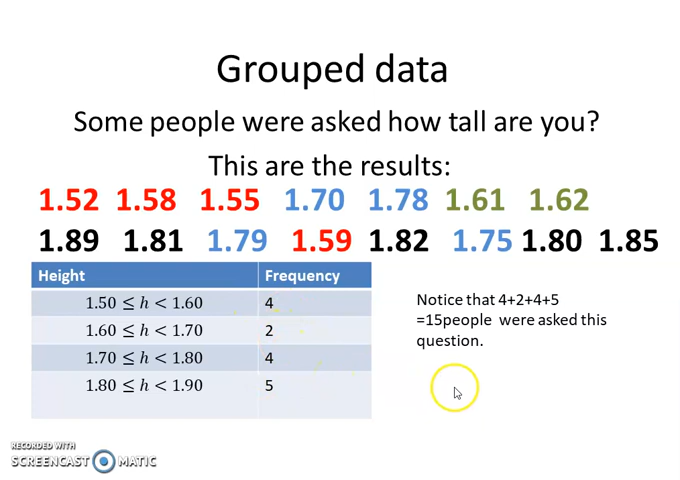 Grouped data
Some people were asked how tall are you?
This are the results:
1.52 1.58 1.55 1.70 1.78 1.61 1.62
1.89 1.81 1.79 1.59 1.82 1.75 1.80 1.85
Height Frequency
1.50 ≤ h < 1.60 4
1.60 ≤ h < 1.70 2
1.70 ≤ h < 1.80 4
1.80 ≤ h < 1.90 5
Notice that 4+2+4+5
=15people were asked this
question.
RECORDED WITH
SCREENCAST MATIC